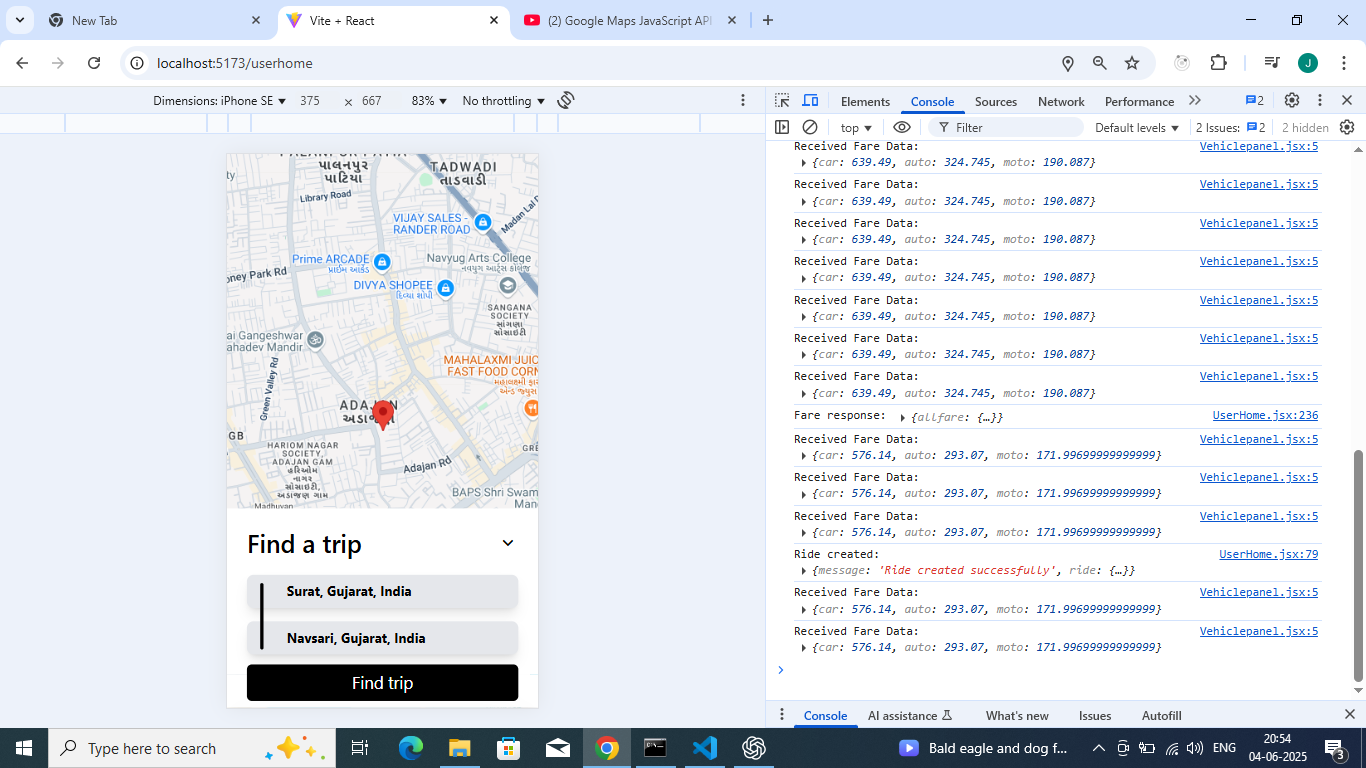 New Tab
Vite + React
(2) Google Maps JavaScript API
localhost:5173/userhome
J
Dimensions: iPhone SE 375 × 667 83% No throttling
Elements Console Sources Network Performance 2
top Filter Default levels 2 Issues: 2 2 hidden
પાલનપુર
પાટિયા
TADWADI
તાડવાડી
Library Road
Madan Lal D
VIJAY SALES -
RANDER ROAD
Prime ARCADE
પ્રાઈમ આર્કેડ
Navyug Arts College
નવયુગ આર્ટ્સ કૉલેજ
oney Park Rd
DIVYA SHOPEE
દિવ્યા શોપી
SANGANA
SOCIETY
સાંગણા
સોસાઇટી
ai Gangeshwar
ahadev Mandir
Green Valley Rd
MAHALAXMI JUIC
FAST FOOD CORN
ADAJAN
GB
HARIOM NAGAR
SOCIETY,
ADAJAN GAM
હરિઓમ
નગર
સોસાઇટી,
અડાજણ ગામ
Adajan Rd
GRE
BAPS Shri Swam
Man
Madhuvan
Find a trip
Surat, Gujarat, India
Navsari, Gujarat, India
Find trip
Received Fare Data: Vehiclepanel.jsx:5
{car: 639.49, auto: 324.745, moto: 190.087}
Received Fare Data: Vehiclepanel.jsx:5
{car: 639.49, auto: 324.745, moto: 190.087}
Received Fare Data: Vehiclepanel.jsx:5
{car: 639.49, auto: 324.745, moto: 190.087}
Received Fare Data: Vehiclepanel.jsx:5
{car: 639.49, auto: 324.745, moto: 190.087}
Received Fare Data: Vehiclepanel.jsx:5
{car: 639.49, auto: 324.745, moto: 190.087}
Received Fare Data: Vehiclepanel.jsx:5
{car: 639.49, auto: 324.745, moto: 190.087}
Received Fare Data: Vehiclepanel.jsx:5
{car: 639.49, auto: 324.745, moto: 190.087}
Fare response: {allfare: {…}} UserHome.jsx:236
Received Fare Data: Vehiclepanel.jsx:5
{car: 576.14, auto: 293.07, moto: 171.99699999999999}
Received Fare Data: Vehiclepanel.jsx:5
{car: 576.14, auto: 293.07, moto: 171.99699999999999}
Received Fare Data: Vehiclepanel.jsx:5
{car: 576.14, auto: 293.07, moto: 171.99699999999999}
Ride created: UserHome.jsx:79
{message: 'Ride created successfully', ride: {…}}
Received Fare Data: Vehiclepanel.jsx:5
{car: 576.14, auto: 293.07, moto: 171.99699999999999}
Received Fare Data: Vehiclepanel.jsx:5
{car: 576.14, auto: 293.07, moto: 171.99699999999999}
Console AI assistance What's new Issues Autofill
Type here to search
Bald eagle and dog f...
ENG
20:54
04-06-2025
3